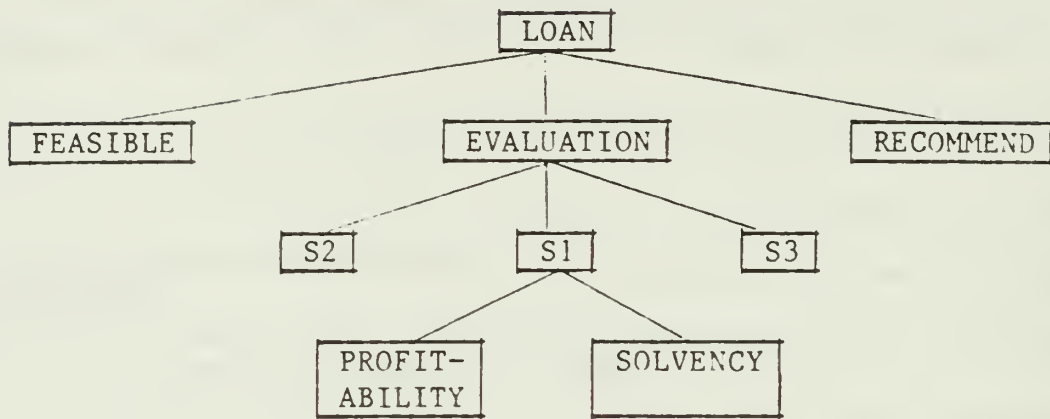 LOAN
FEASIBLE
EVALUATION
RECOMMEND
S2
S1
S3
PROFIT-
ABILITY
SOLVENCY